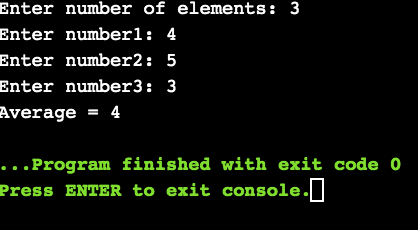 Enter number of elements: 3
Enter number1: 4
Enter number2: 5
Enter number3: 3
Average = 4
...Program finished with exit code 0
Press ENTER to exit console.